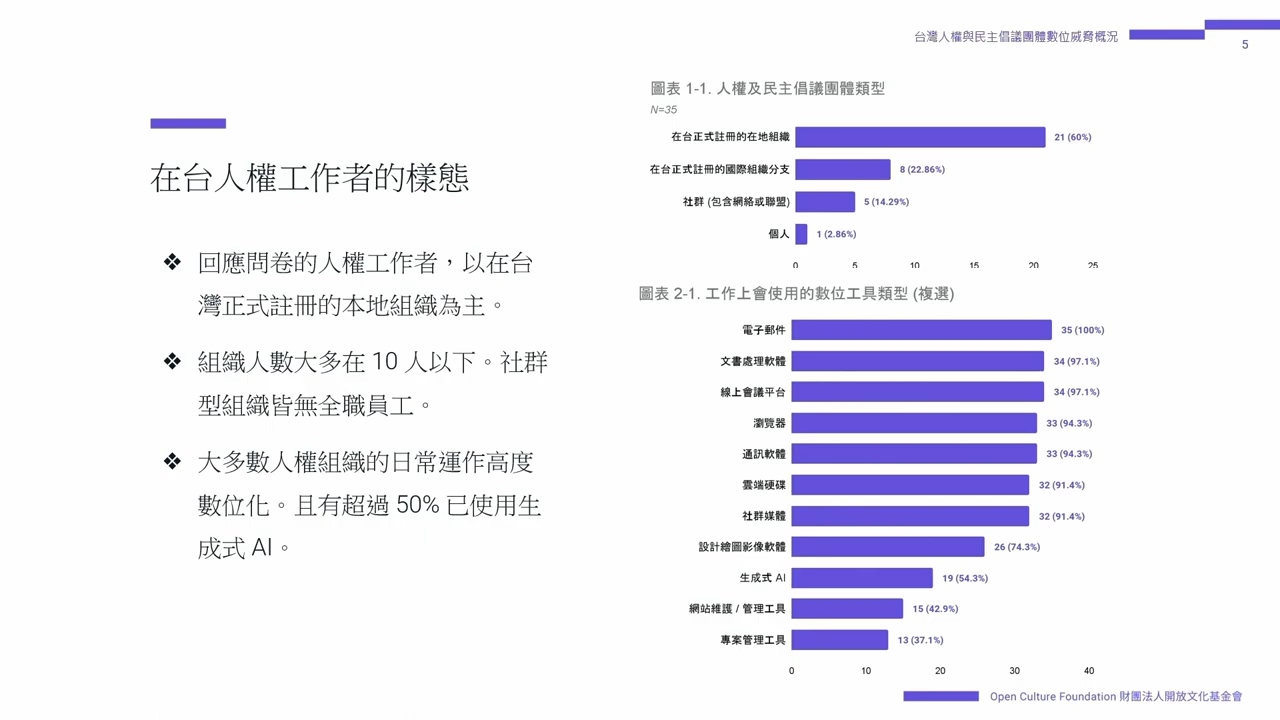 台灣人權與民主倡議團體數位威脅概況
5
在台人權工作者的樣態
❖ 回應問卷的人權工作者，以在台
灣正式註冊的本地組織為主。
❖ 組織人數大多在 10 人以下。社群
型組織皆無全職員工。
❖ 大多數人權組織的日常運作高度
數位化。且有超過 50% 已使用生
成式 AI。
圖表 1-1. 人權及民主倡議團體類型
N=35
在台正式註冊的在地組織 21 (60%)
在台正式註冊的國際組織分支 8 (22.86%)
社群 (包含網絡或聯盟) 5 (14.29%)
個人 1 (2.86%)
0 5 10 15 20 25
圖表 2-1. 工作上會使用的數位工具類型 (複選)
電子郵件 35 (100%)
文書處理軟體 34 (97.1%)
線上會議平台 34 (97.1%)
瀏覽器 33 (94.3%)
通訊軟體 33 (94.3%)
雲端硬碟 32 (91.4%)
社群媒體 32 (91.4%)
設計繪圖影像軟體 26 (74.3%)
生成式 AI 19 (54.3%)
網站維護 / 管理工具 15 (42.9%)
專案管理工具 13 (37.1%)
0 10 20 30 40
Open Culture Foundation 財團法人開放文化基金會